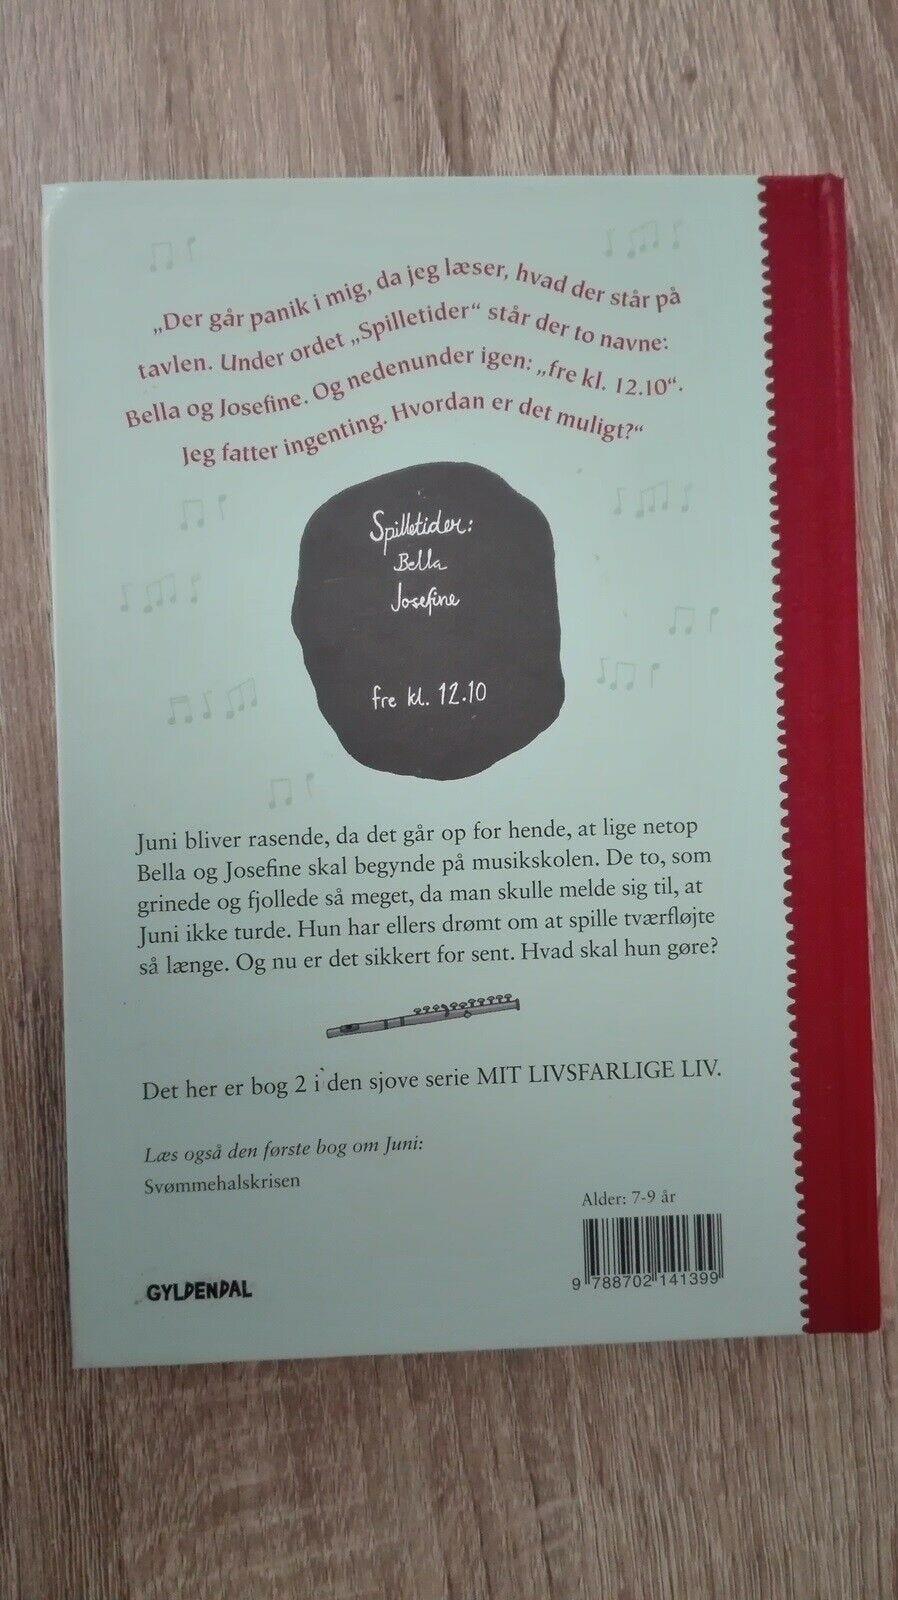 „Der går panik i mig, da jeg læser, hvad der står på
tavlen. Under ordet „Spilletider“ står der to navne:
Bella og Josefine. Og nedenunder igen: „fre kl. 12.10“.
Jeg fatter ingenting. Hvordan er det muligt?“
Spilletider:
Bella
Josefine
fre kl. 12.10
Juni bliver rasende, da det går op for hende, at lige netop
Bella og Josefine skal begynde på musikskolen. De to, som
grinede og fjollede så meget, da man skulle melde sig til, at
Juni ikke turde. Hun har ellers drømt om at spille tværfløjte
så længe. Og nu er det sikkert for sent. Hvad skal hun gøre?
Det her er bog 2 i den sjove serie MIT LIVSFARLIGE LIV.
Læs også den første bog om Juni:
Svømmehalskrisen
Alder: 7-9 år
9 788702 141399
GYLDENDAL